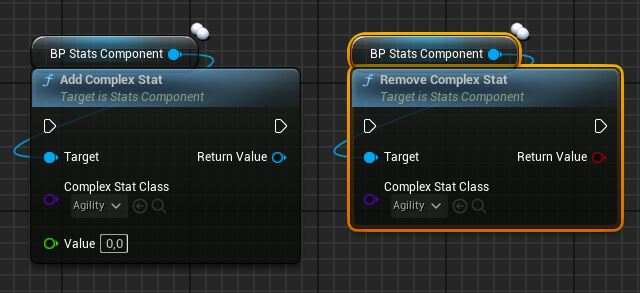 BP Stats Component
Add Complex Stat
Target is Stats Component
Target
Return Value
Complex Stat Class
Agility
Value 0,0
BP Stats Component
Remove Complex Stat
Target is Stats Component
Target
Return Value
Complex Stat Class
Agility